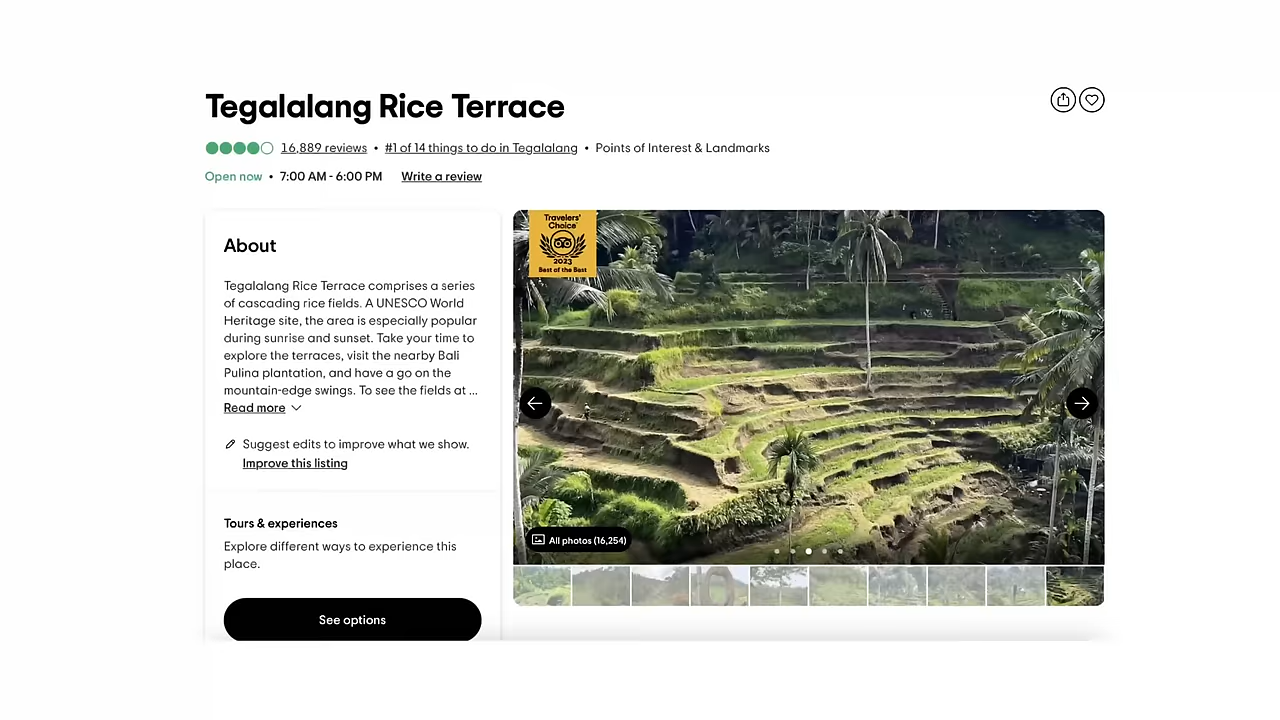 Tegalalang Rice Terrace
16,889 reviews • #1 of 14 things to do in Tegalalang • Points of Interest & Landmarks
Open now • 7:00 AM - 6:00 PM Write a review
About
Tegalalang Rice Terrace comprises a series
of cascading rice fields. A UNESCO World
Heritage site, the area is especially popular
during sunrise and sunset. Take your time to
explore the terraces, visit the nearby Bali
Pulina plantation, and have a go on the
mountain-edge swings. To see the fields at ...
Read more
Suggest edits to improve what we show.
Improve this listing
Tours & experiences
Explore different ways to experience this
place.
See options
Travelers'
Choice
2023
Best of the Best
All photos (16,254)